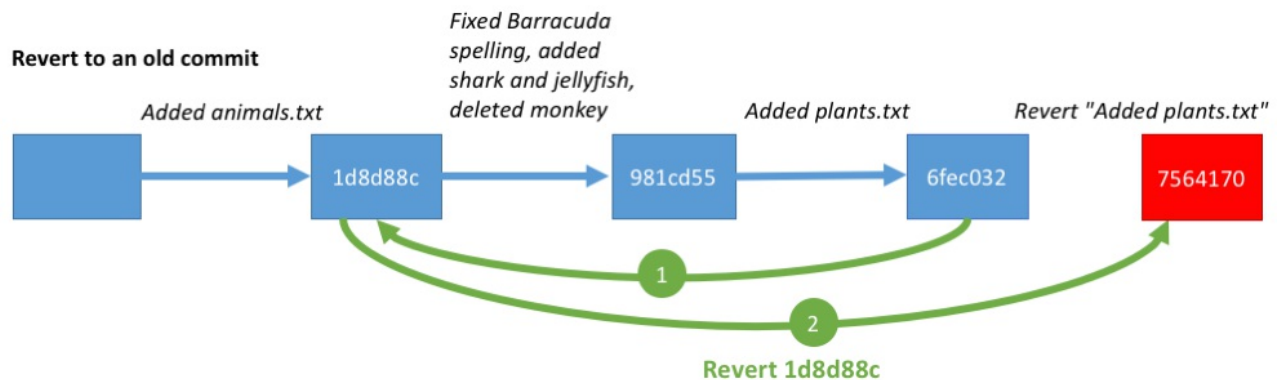 Revert to an old commit
Added animals.txt
Fixed Barracuda
spelling, added
shark and jellyfish,
deleted monkey
Added plants.txt
Revert "Added plants.txt"
1d8d88c
981cd55
6fec032
7564170
1
2
Revert 1d8d88c